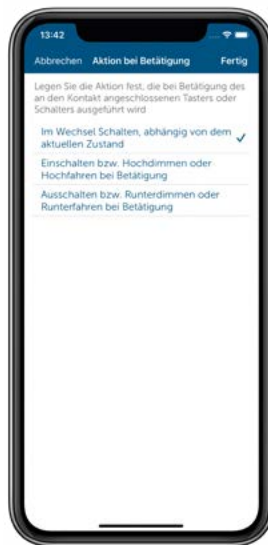 13:42
Abbrechen Aktion bei Betätigung Fertig
Legen Sie die Aktion fest, die bei Betätigung des
an den Kontakt angeschlossenen Tasters oder
Schalters ausgeführt wird
Im Wechsel Schalten, abhängig von dem
aktuellen Zustand
Einschalten bzw. Hochdimmen oder
Hochfahren bei Betätigung
Ausschalten bzw. Runterdimmen oder
Runterfahren bei Betätigung